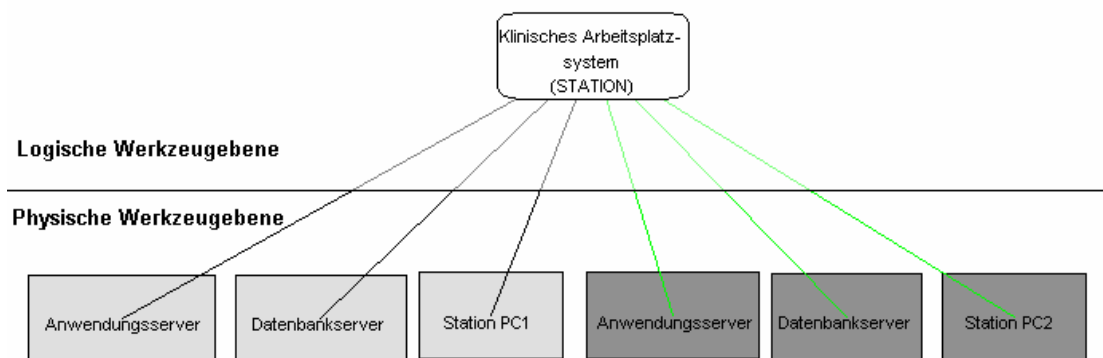 Klinisches Arbeitsplatz-
system
(STATION)
Logische Werkzeugebene
Physische Werkzeugebene
Anwendungsserver
Datenbankserver
Station PC1
Anwendungsserver
Datenbankserver
Station PC2